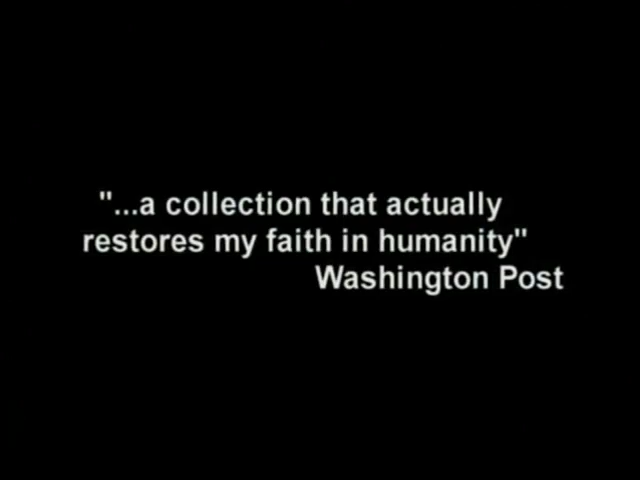 "...a collection that actually
restores my faith in humanity"
Washington Post